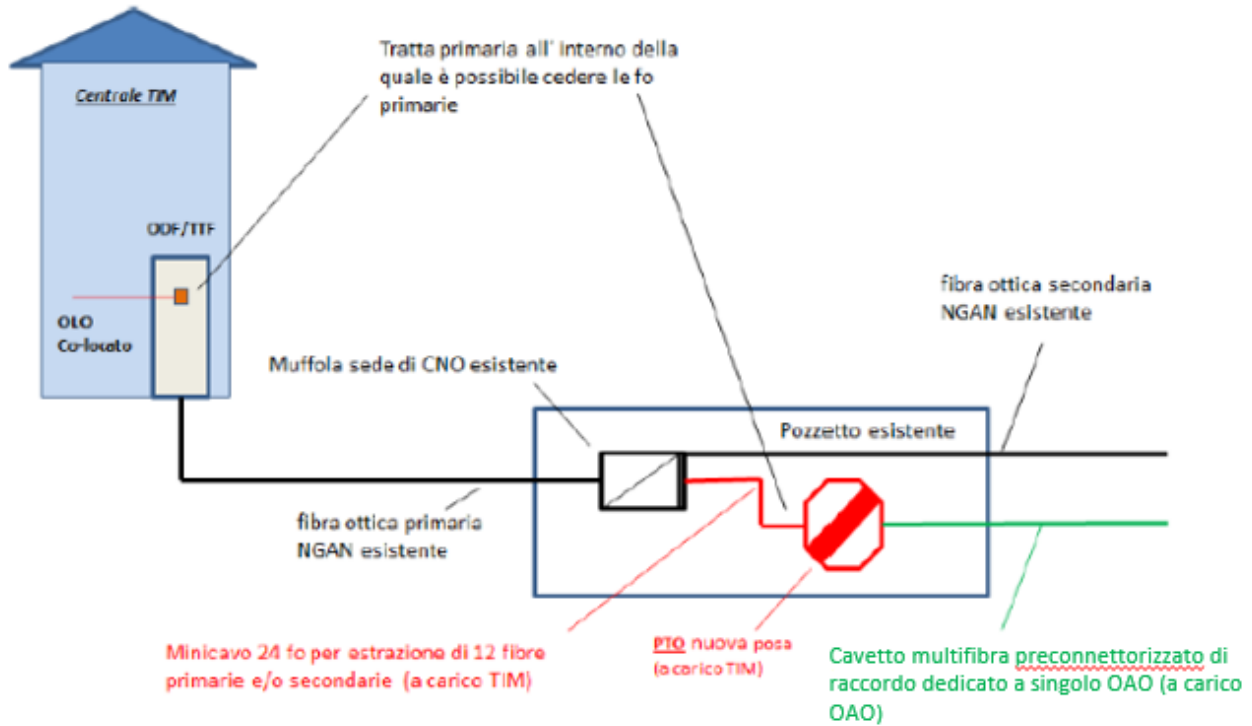 Tratta primaria all' interno della
quale è possibile cedere le fo
primarie
Centrale TIM
ODF/TTF
OLO
Co-locato
fibra ottica secondaria
NGAN esistente
Muffola sede di CNO esistente
Pozzetto esistente
fibra ottica primaria
NGAN esistente
Minicavo 24 fo per estrazione di 12 fibre
primarie e/o secondarie (a carico TIM)
PTO nuova posa
(a carico TIM)
Cavetto multifibra preconnettorizzato di
raccordo dedicato a singolo OAO (a carico
OAO)